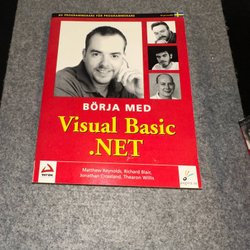 AV PROGRAMMERARE FÖR PROGRAMMERARE
BÖRJA MED
Visual Basic
.NET
Matthew Reynolds, Richard Blair,
Jonathan Crossland, Thearon Willis